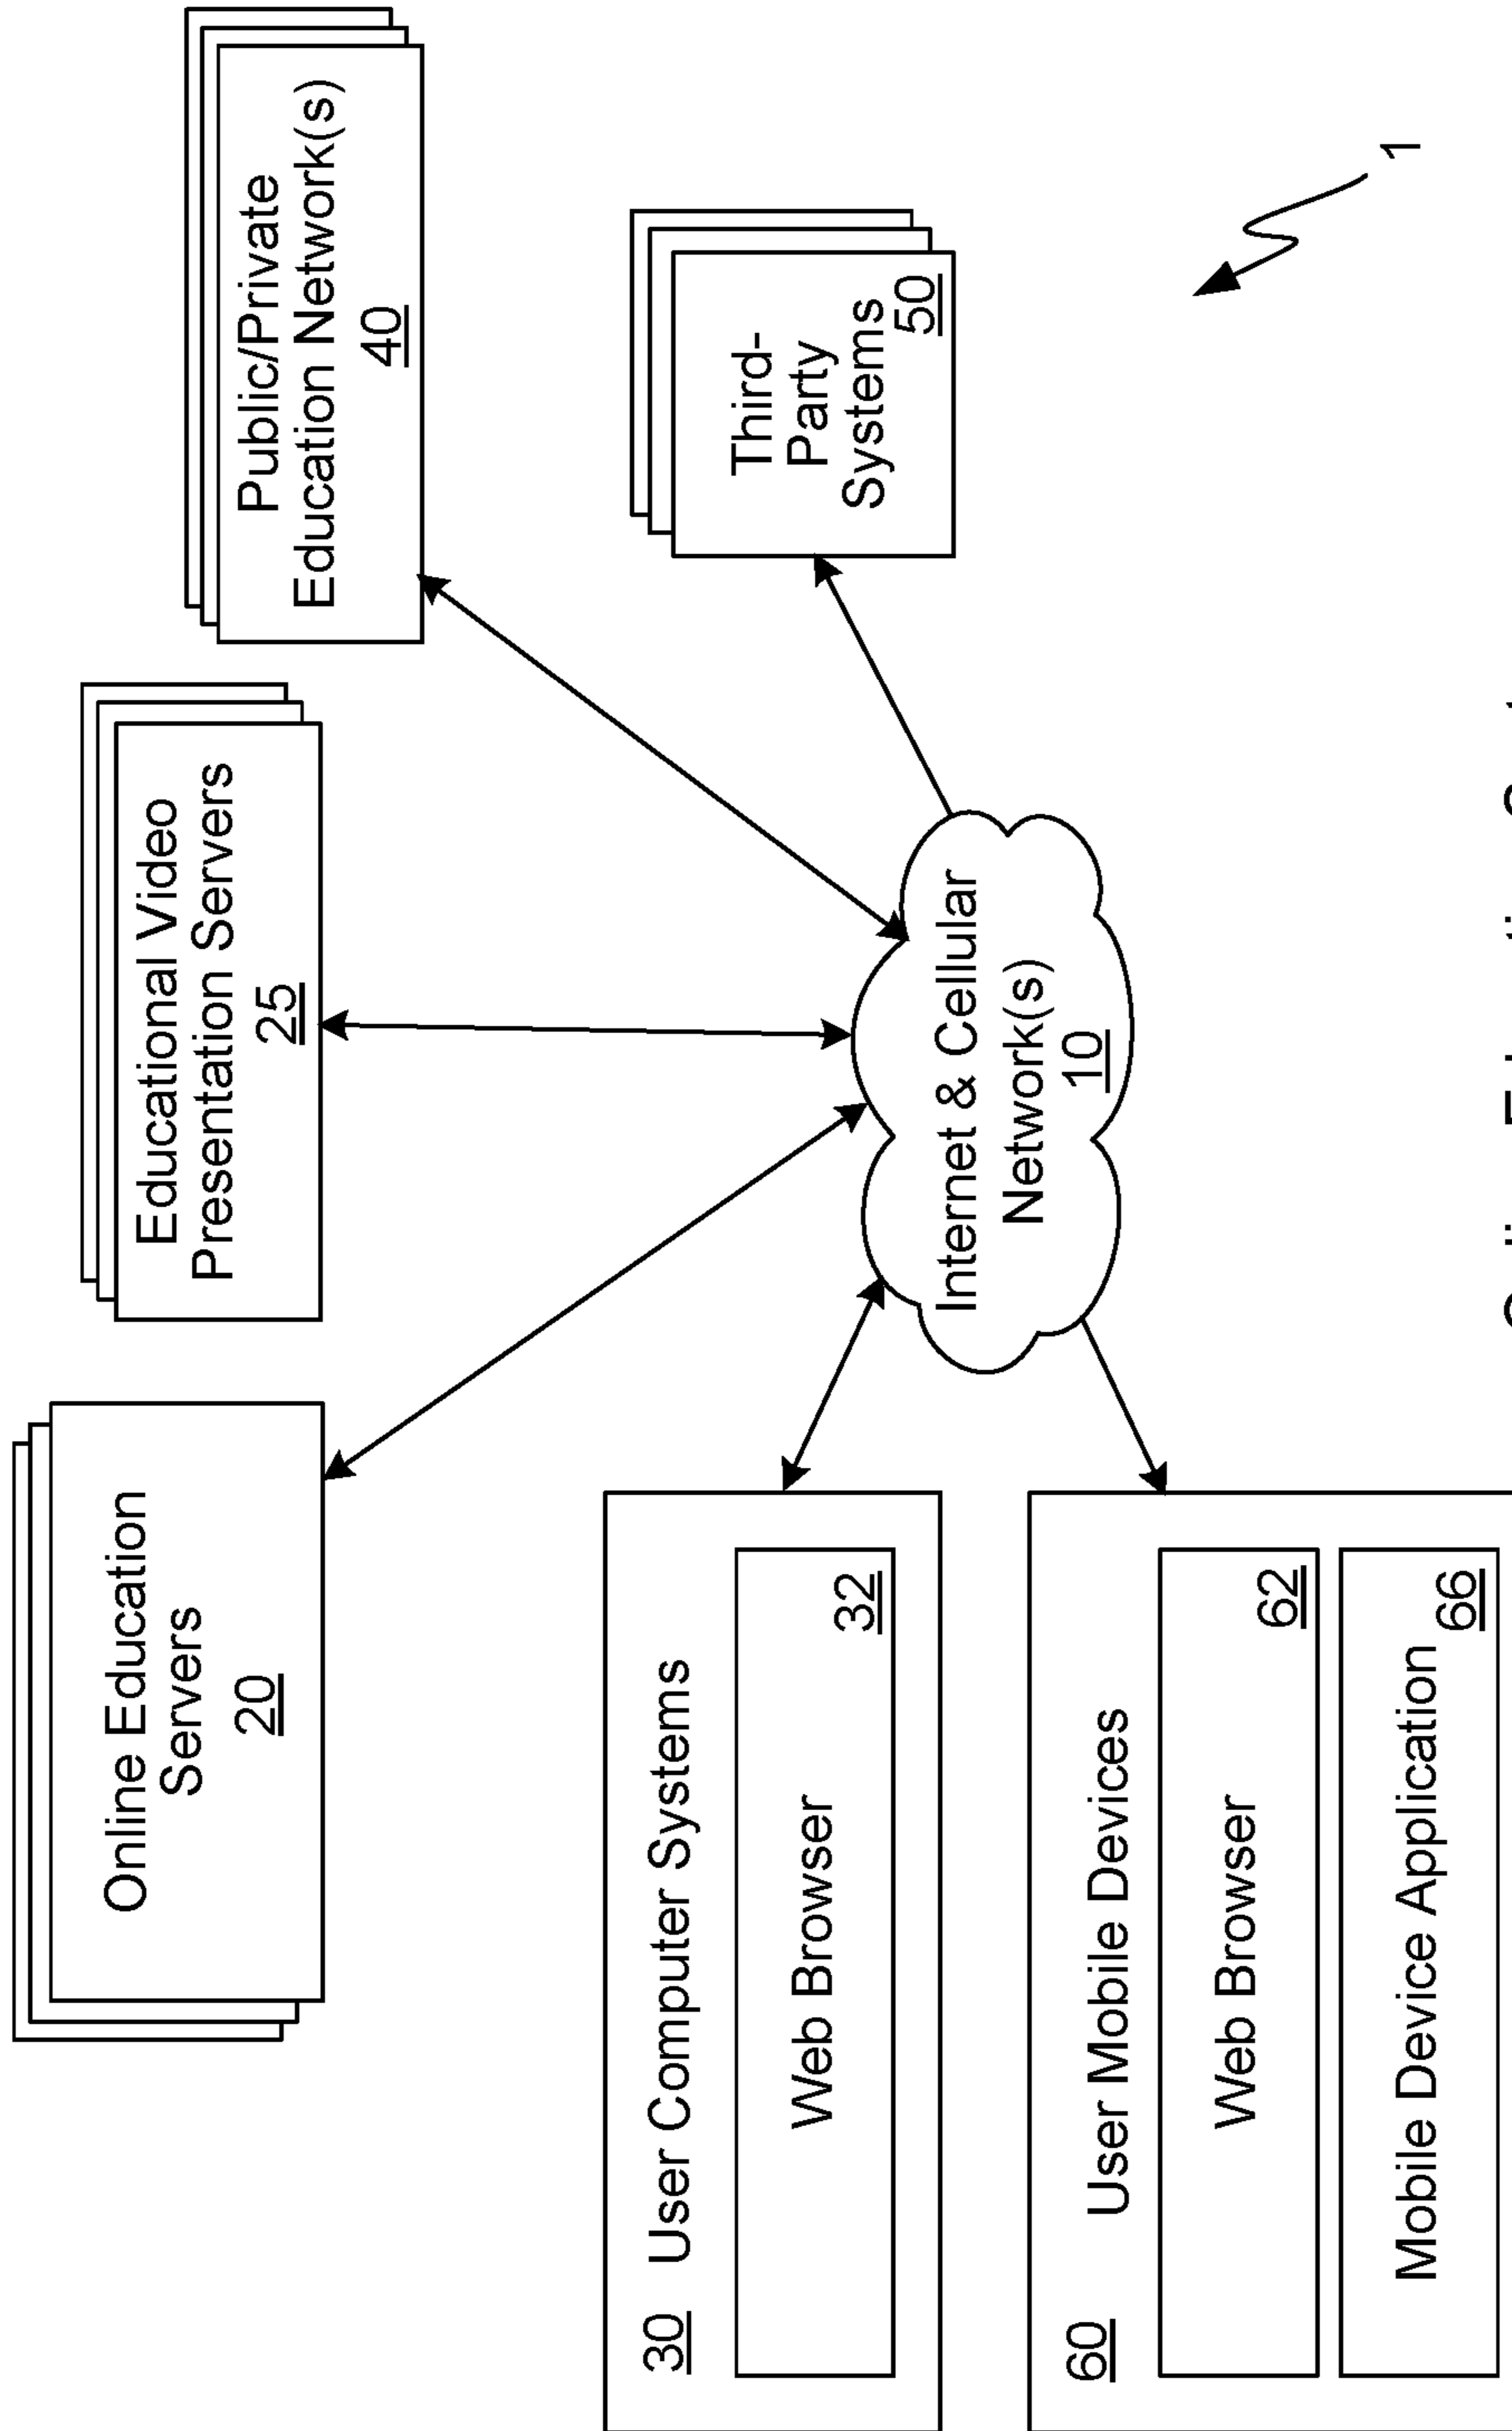 Online Education
Servers
20
Educational Video
Presentation Servers
25
Public/Private
Education Network(s)
40
30 User Computer Systems
Web Browser
32
Internet & Cellular
Network(s)
10
Third-
Party
Systems
50
60 User Mobile Devices
Web Browser
62
Mobile Device Application
66
1